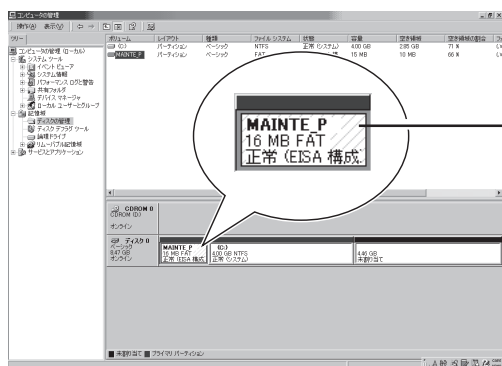 コンピュータの管理
操作(A) 表示(V)
ツリー
ボリューム レイアウト 種類 ファイル システム 状態 容量 空き領域 空き領域の割合
コンピュータの管理 (ローカル)
システム ツール
イベント ビューア
システム情報
パフォーマンス ログと警告
共有フォルダ
デバイス マネージャ
ローカル ユーザーとグループ
記憶域
ディスクの管理
ディスク デフラグ ツール
論理ドライブ
リムーバブル記憶域
サービスとアプリケーション
(C:) パーティション ベーシック NTFS 正常 (システム) 4.00 GB 2.85 GB 71 %
MAINTE_P パーティション ベーシック FAT 15 MB 10 MB 66 %
MAINTE_P
16 MB FAT
正常 (EISA 構成.
CDROM 0
CDROM (D:)
オンライン
ディスク 0
ベーシック
8.47 GB
オンライン
MAINTE_P
16 MB FAT
正常 (EISA 構成
(C:)
4.00 GB NTFS
正常 (システム)
4.46 GB
未割り当て
未割り当て プライマリ パーティション